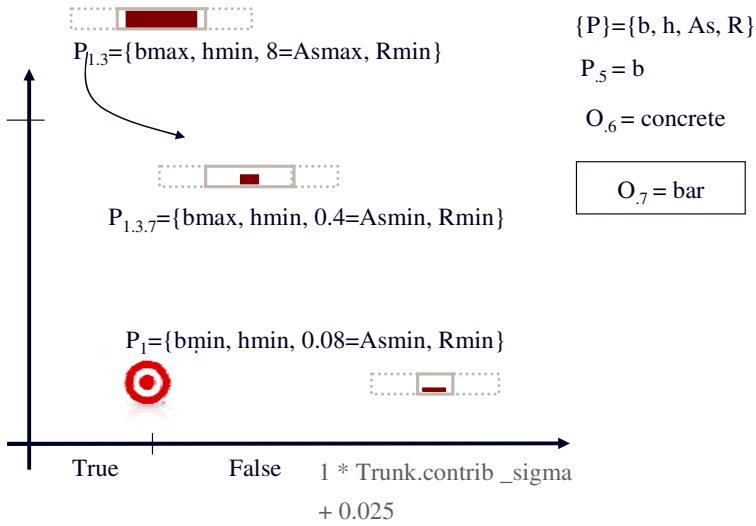 P1.3={bmax, hmin, 8=Asmax, Rmin}
{P}={b, h, As, R}
P.5 = b
O.6 = concrete
O.7 = bar
P1.3.7={bmax, hmin, 0.4=Asmin, Rmin}
P1={bmin, hmin, 0.08=Asmin, Rmin}
True False 1 * Trunk.contrib _sigma
+ 0.025